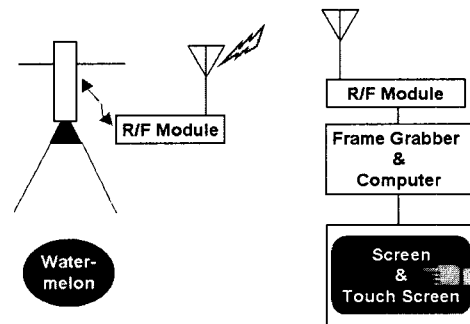 R/F Module
Water-
melon
R/F Module
Frame Grabber
&
Computer
Screen
&
Touch Screen